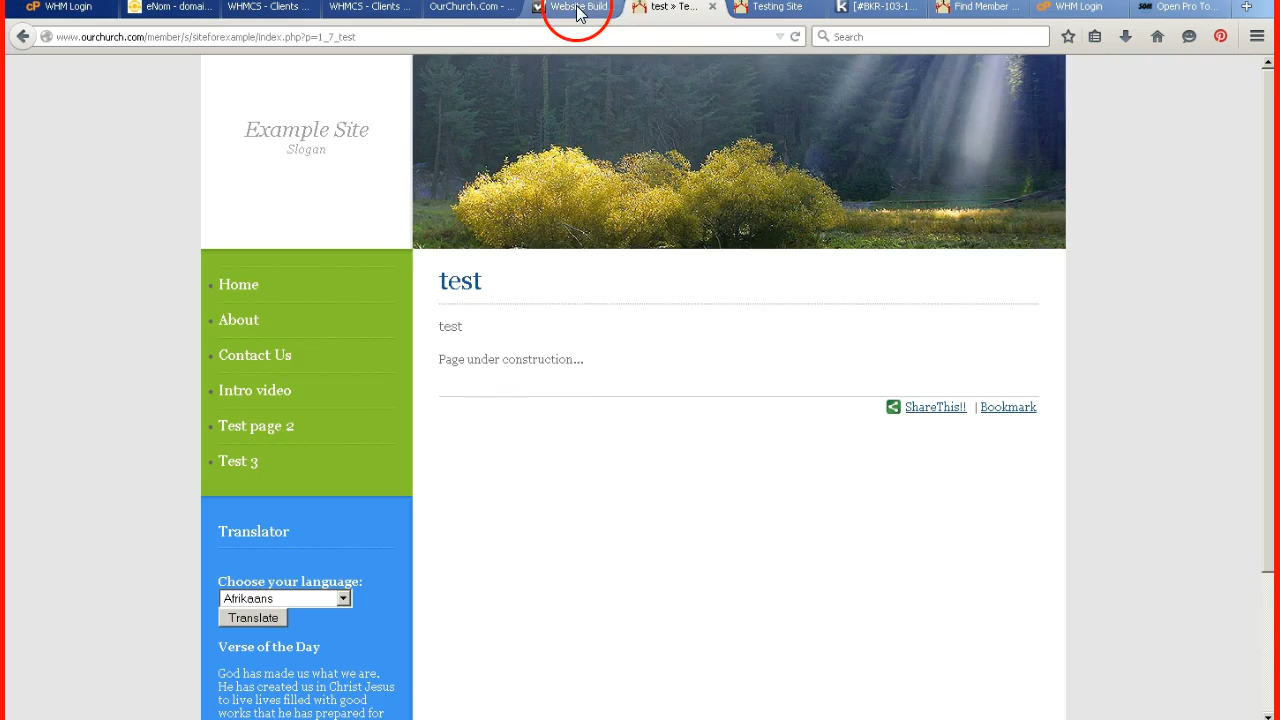 WHM Login
eNom - domai...
WHMCS - Clients ...
WHMCS - Clients ...
OurChurch.Com - ...
Website Build
test » Te...
Testing Site
[#BKR-103-1...
Find Member ...
WHM Login
Open Pro To...
www.ourchurch.com/member/s/siteforexample/index.php?p=1_7_test
Search
Example Site
Slogan
Home
About
Contact Us
Intro video
Test page 2
Test 3
test
test
Page under construction...
ShareThis!! | Bookmark
Translator
Choose your language:
Afrikaans
Translate
Verse of the Day
God has made us what we are.
He has created us in Christ Jesus
to live lives filled with good
works that he has prepared for